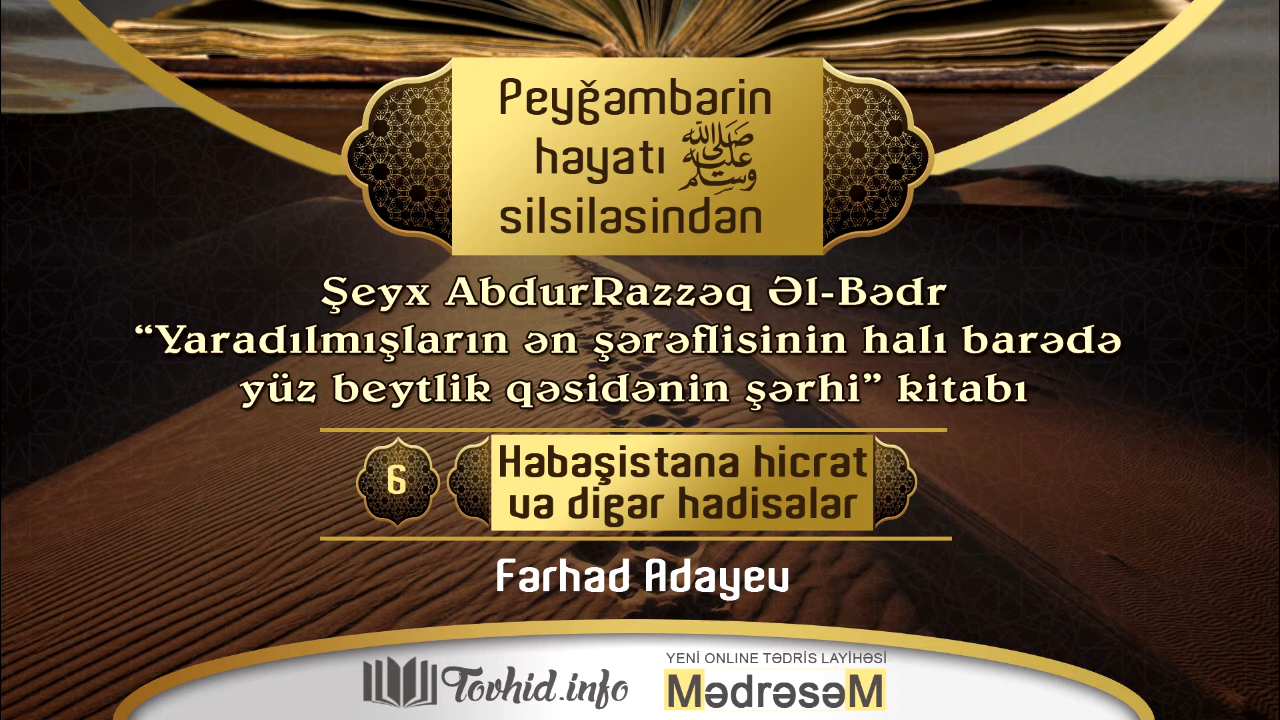 Peyğambarin
hayatı ﷺ
silsilasindan
Şeyx AbdurRazzəq Əl-Bədr
“Yaradılmışların ən şərəflisinin halı barədə
yüz beytlik qəsidənin şərhi” kitabı
6
Habaşistana hicrat
va digar hadisalar
Farhad Adayev
Tovhid.info
YENİ ONLINE TƏDRİS LAYİHƏSİ
MədrəsəM